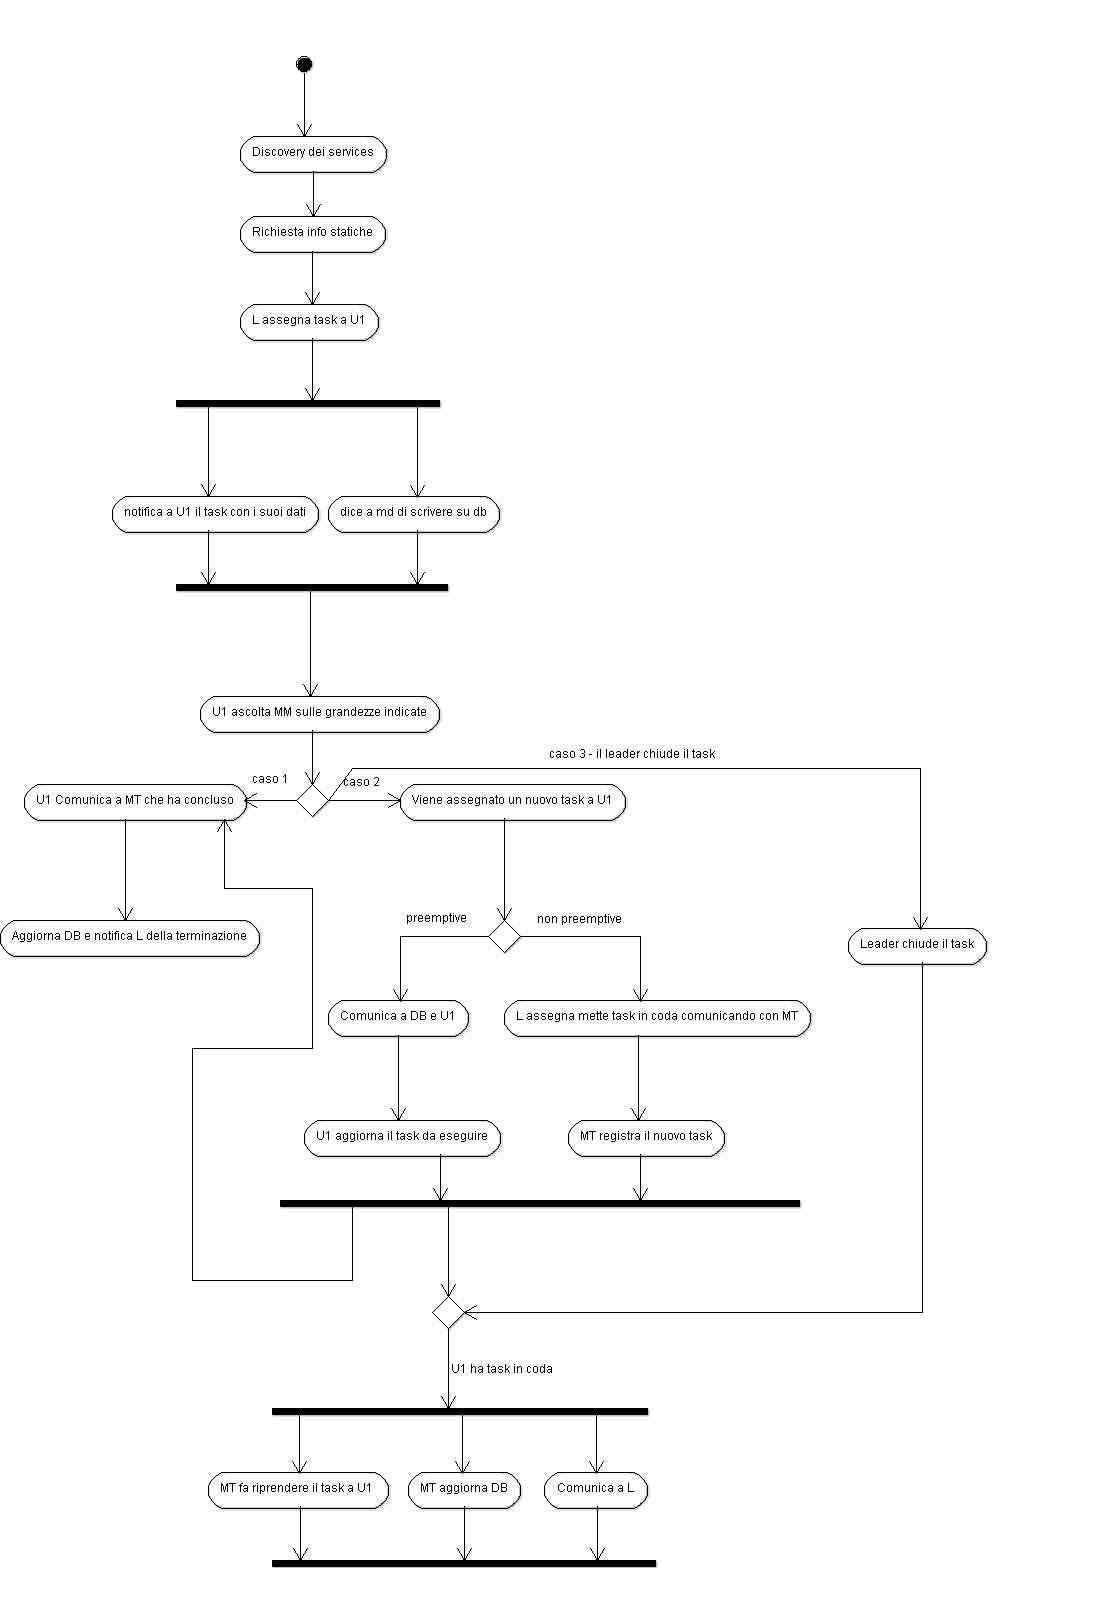 Discovery dei services
Richiesta info statiche
L assegna task a U1
notifica a U1 il task con i suoi dati
dice a md di scrivere su db
U1 ascolta MM sulle grandezze indicate
caso 3 - il leader chiude il task
caso 1
caso 2
U1 Comunica a MT che ha concluso
Viene assegnato un nuovo task a U1
preemptive
non preemptive
Aggiorna DB e notifica L della terminazione
Leader chiude il task
Comunica a DB e U1
L assegna mette task in coda comunicando con MT
U1 aggiorna il task da eseguire
MT registra il nuovo task
U1 ha task in coda
MT fa riprendere il task a U1
MT aggiorna DB
Comunica a L